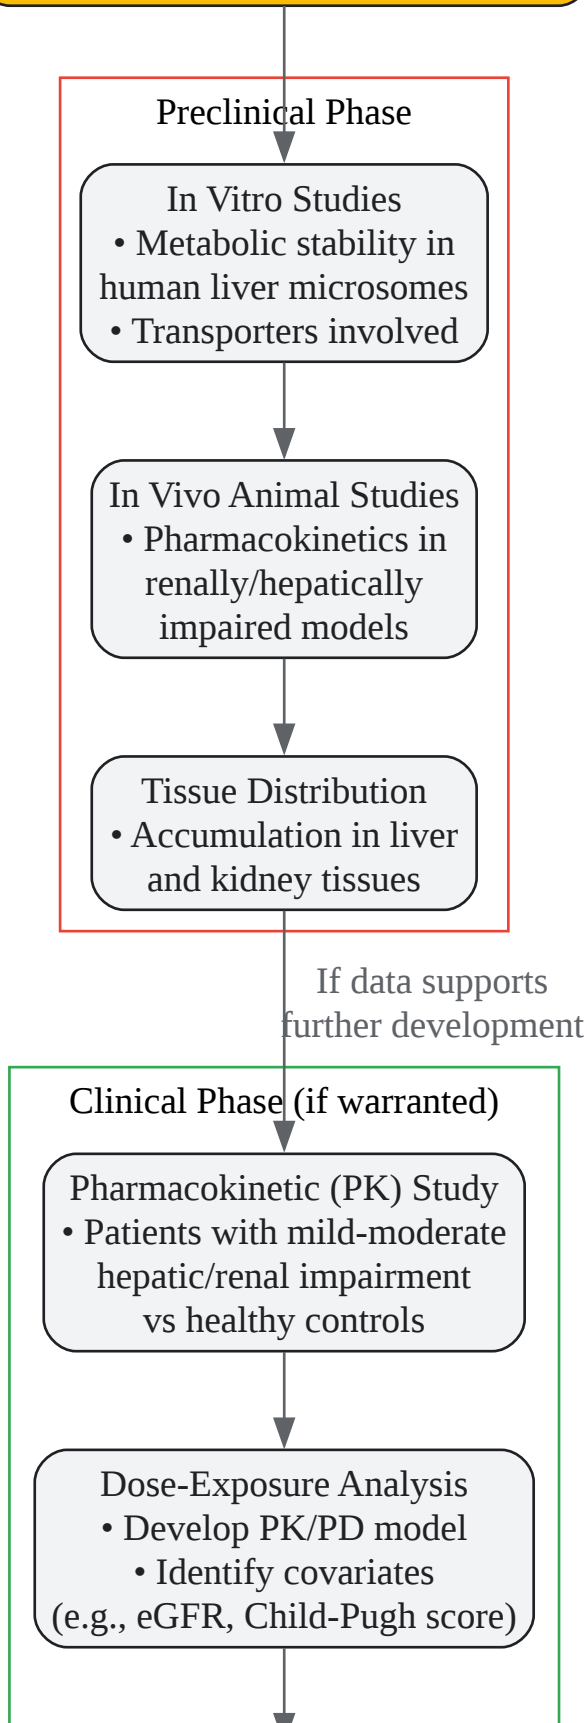 Preclinical Phase
In Vitro Studies
• Metabolic stability in
human liver microsomes
• Transporters involved
In Vivo Animal Studies
• Pharmacokinetics in
renally/hepatically
impaired models
Tissue Distribution
• Accumulation in liver
and kidney tissues
If data supports
further development
Clinical Phase (if warranted)
Pharmacokinetic (PK) Study
• Patients with mild-moderate
hepatic/renal impairment
vs healthy controls
Dose-Exposure Analysis
• Develop PK/PD model
• Identify covariates
(e.g., eGFR, Child-Pugh score)